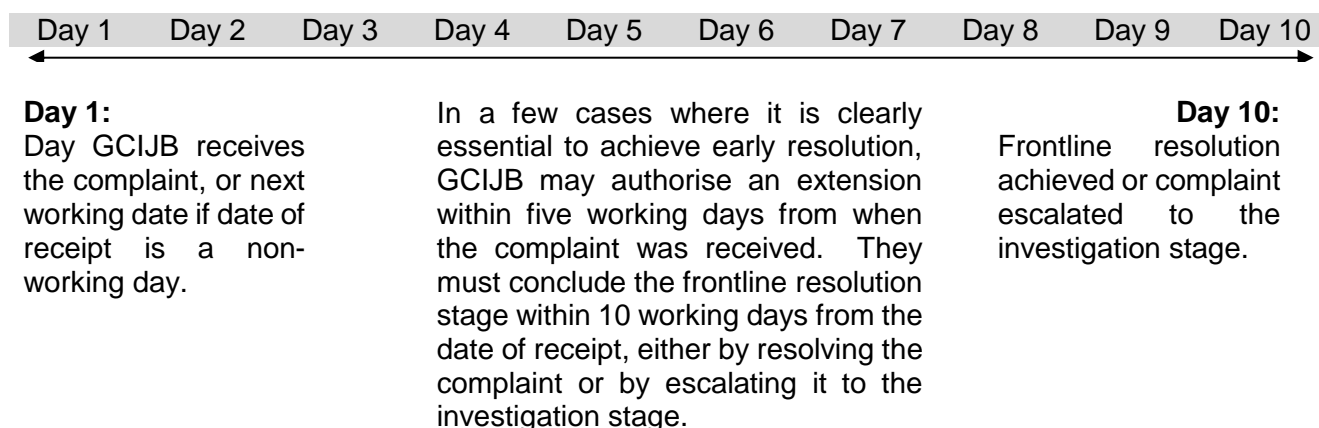 Day 1 Day 2 Day 3 Day 4 Day 5 Day 6 Day 7 Day 8 Day 9 Day 10
Day 1:
Day GCIJB receives
the complaint, or next
working date if date of
receipt is a non-
working day.
In a few cases where it is clearly
essential to achieve early resolution,
GCIJB may authorise an extension
within five working days from when
the complaint was received. They
must conclude the frontline resolution
stage within 10 working days from the
date of receipt, either by resolving the
complaint or by escalating it to the
investigation stage.
Day 10:
Frontline resolution
achieved or complaint
escalated to the
investigation stage.